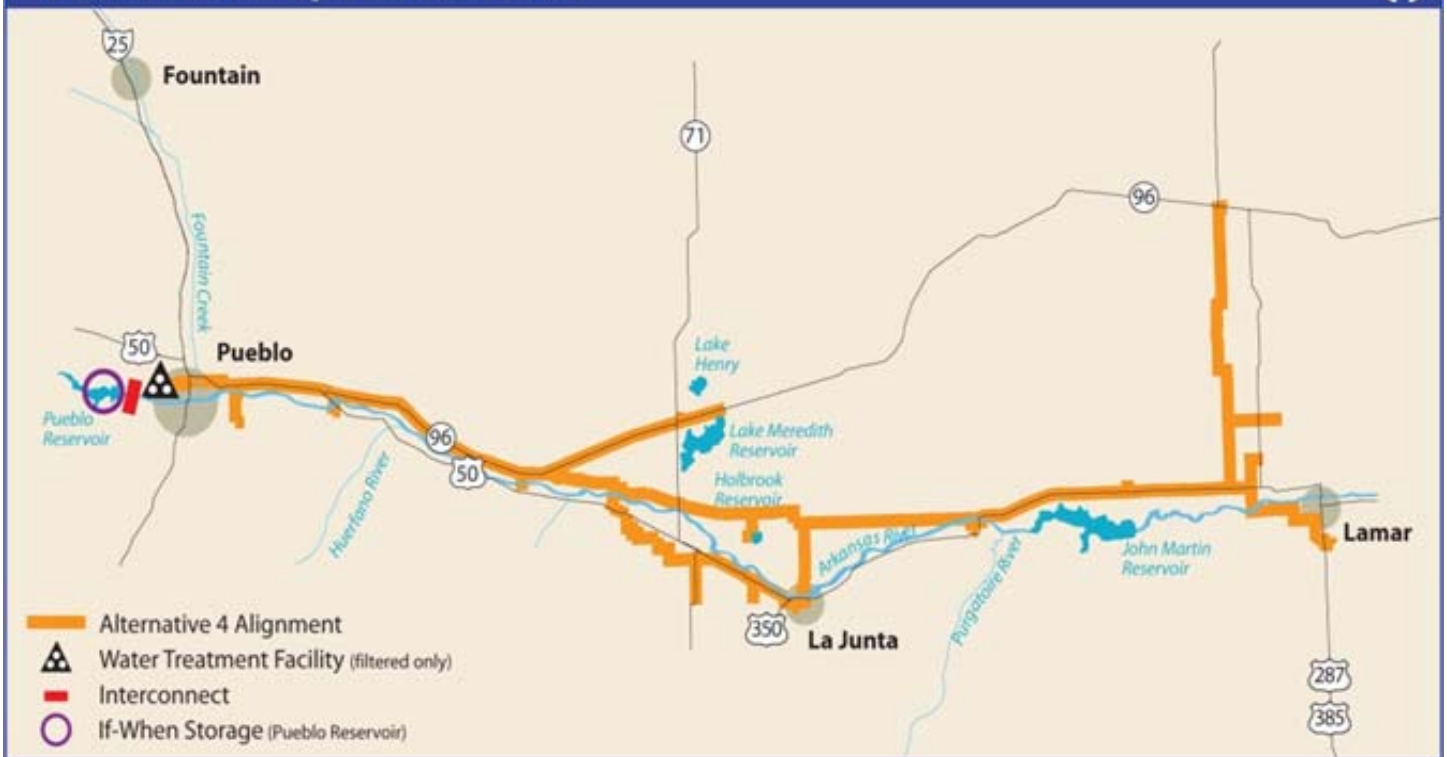 25
Fountain
71
96
Fountain Creek
50
Pueblo
Lake
Henry
Pueblo
Reservoir
96
Lake Meredith
Reservoir
50
Holbrook
Reservoir
Huerfano River
Arkansas River
Lamar
John Martin
Reservoir
Purgatoire River
350
La Junta
Alternative 4 Alignment
Water Treatment Facility (filtered only)
Interconnect
If-When Storage (Pueblo Reservoir)
287
385